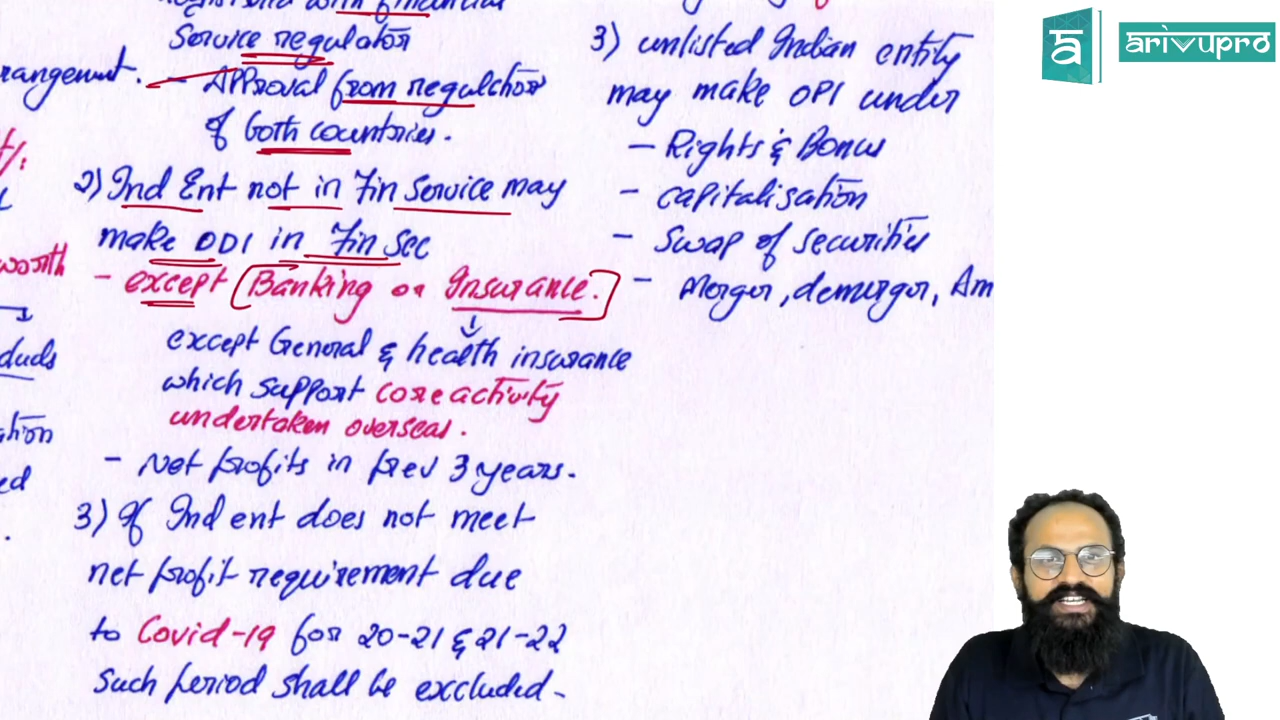 Service regulator
- Approval from regulator
of both countries.
2) Ind Ent not in Fin Service may
make ODI in Fin Sec
- except (Banking or Insurance.)
except General & health insurance
which support core activity
undertaken overseas.
- Net profits in prev 3 years.
3) If Ind ent does not meet
net profit requirement due
to Covid-19 for 20-21 & 21-22
Such period shall be excluded-
rangement.
worth
ation
ed
3) unlisted Indian entity
may make OPI under
- Rights & Bonus
- capitalisation
- Swap of securities
- Merger, demerger, Am
arivupro